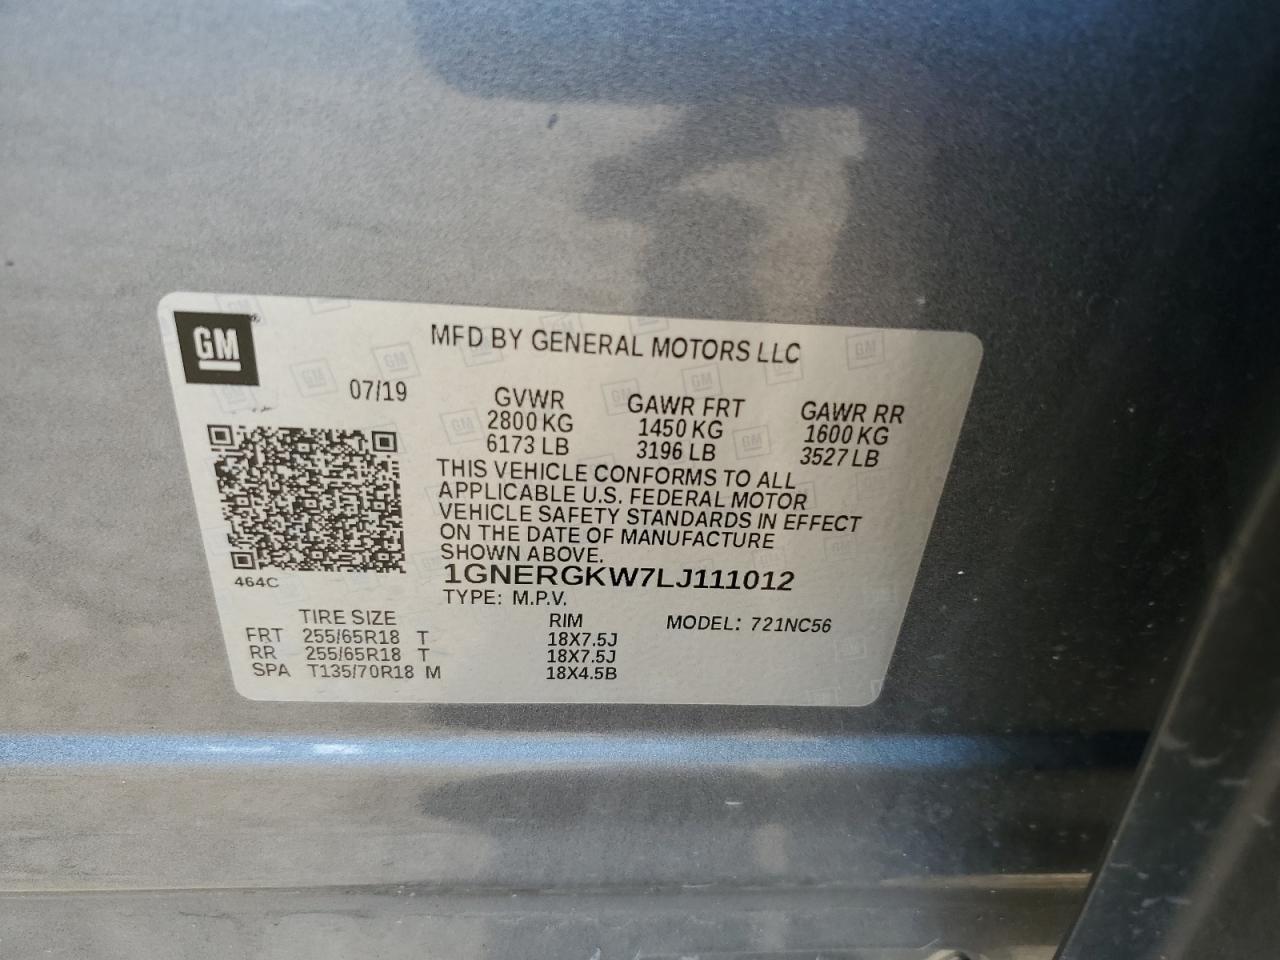 GM
MFD BY GENERAL MOTORS LLC
07/19
GVWR GAWR FRT GAWR RR
2800 KG 1450 KG 1600 KG
6173 LB 3196 LB 3527 LB
THIS VEHICLE CONFORMS TO ALL
APPLICABLE U.S. FEDERAL MOTOR
VEHICLE SAFETY STANDARDS IN EFFECT
ON THE DATE OF MANUFACTURE
SHOWN ABOVE.
464C
1GNERGKW7LJ111012
TYPE: M.P.V.
MODEL: 721NC56
TIRE SIZE RIM
FRT 255/65R18 T 18X7.5J
RR 255/65R18 T 18X7.5J
SPA T135/70R18 M 18X4.5B